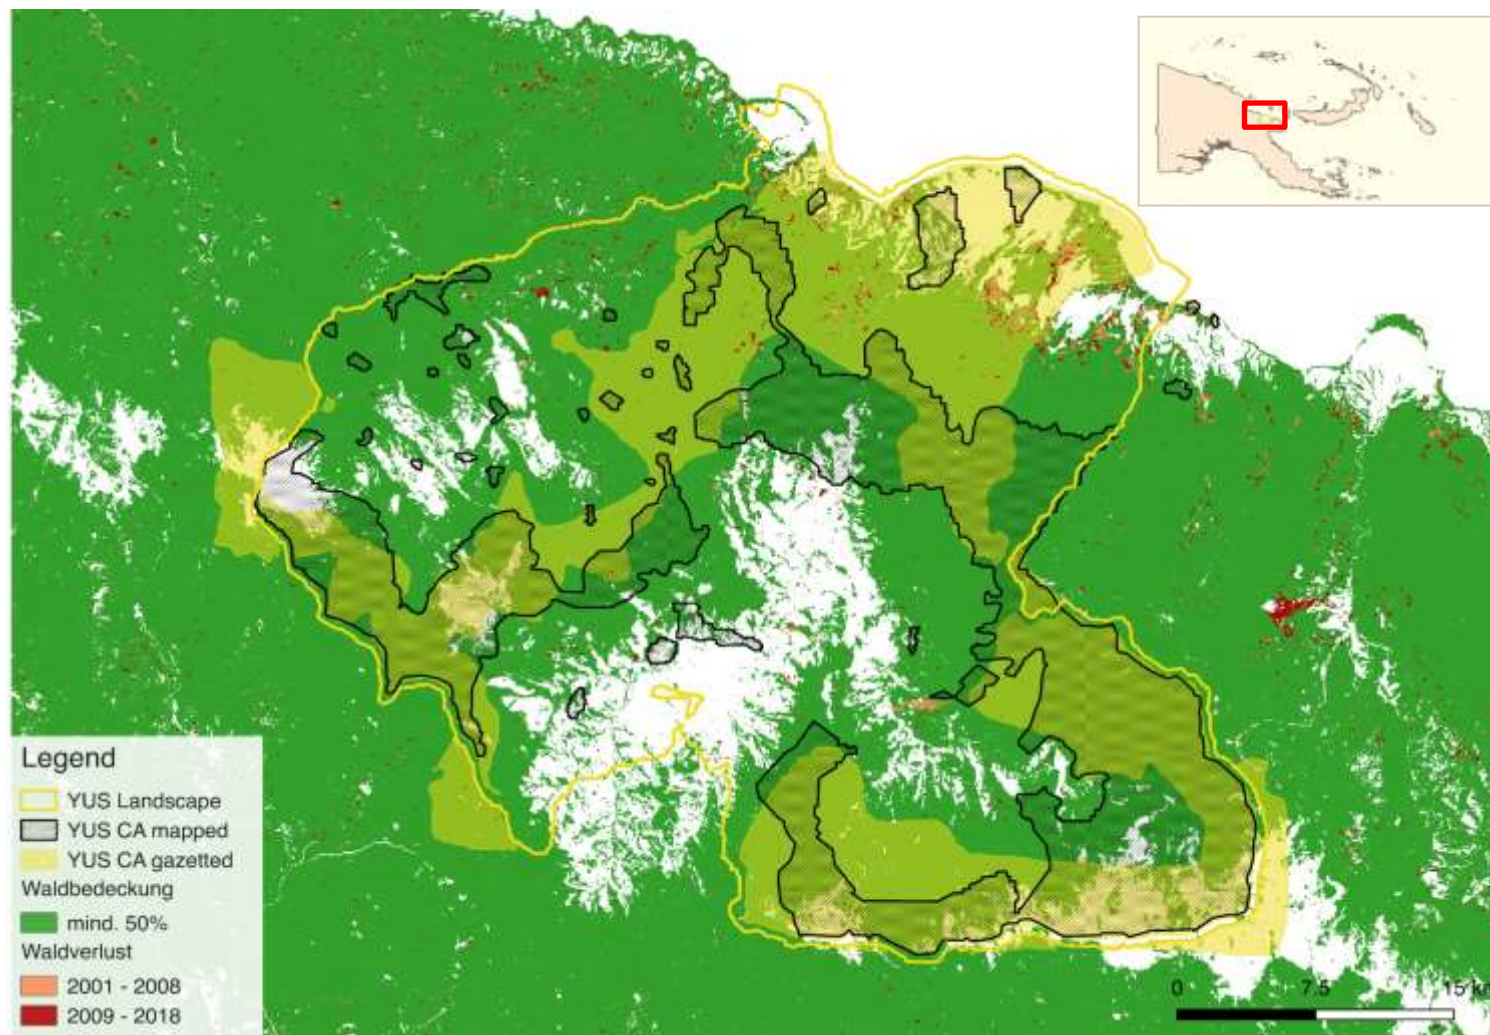 Legend
YUS Landscape
YUS CA mapped
YUS CA gazetted
Waldbedeckung
mind. 50%
Waldverlust
2001 - 2008
2009 - 2018
0 7.5 15 km